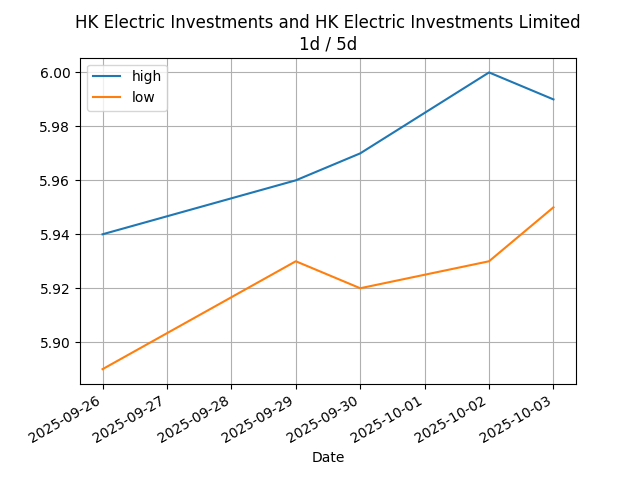 HK Electric Investments and HK Electric Investments Limited
1d / 5d
high
low
6.00
5.98
5.96
5.94
5.92
5.90
2025-09-26
2025-09-27
2025-09-28
2025-09-29
2025-09-30
2025-10-01
2025-10-02
2025-10-03
Date